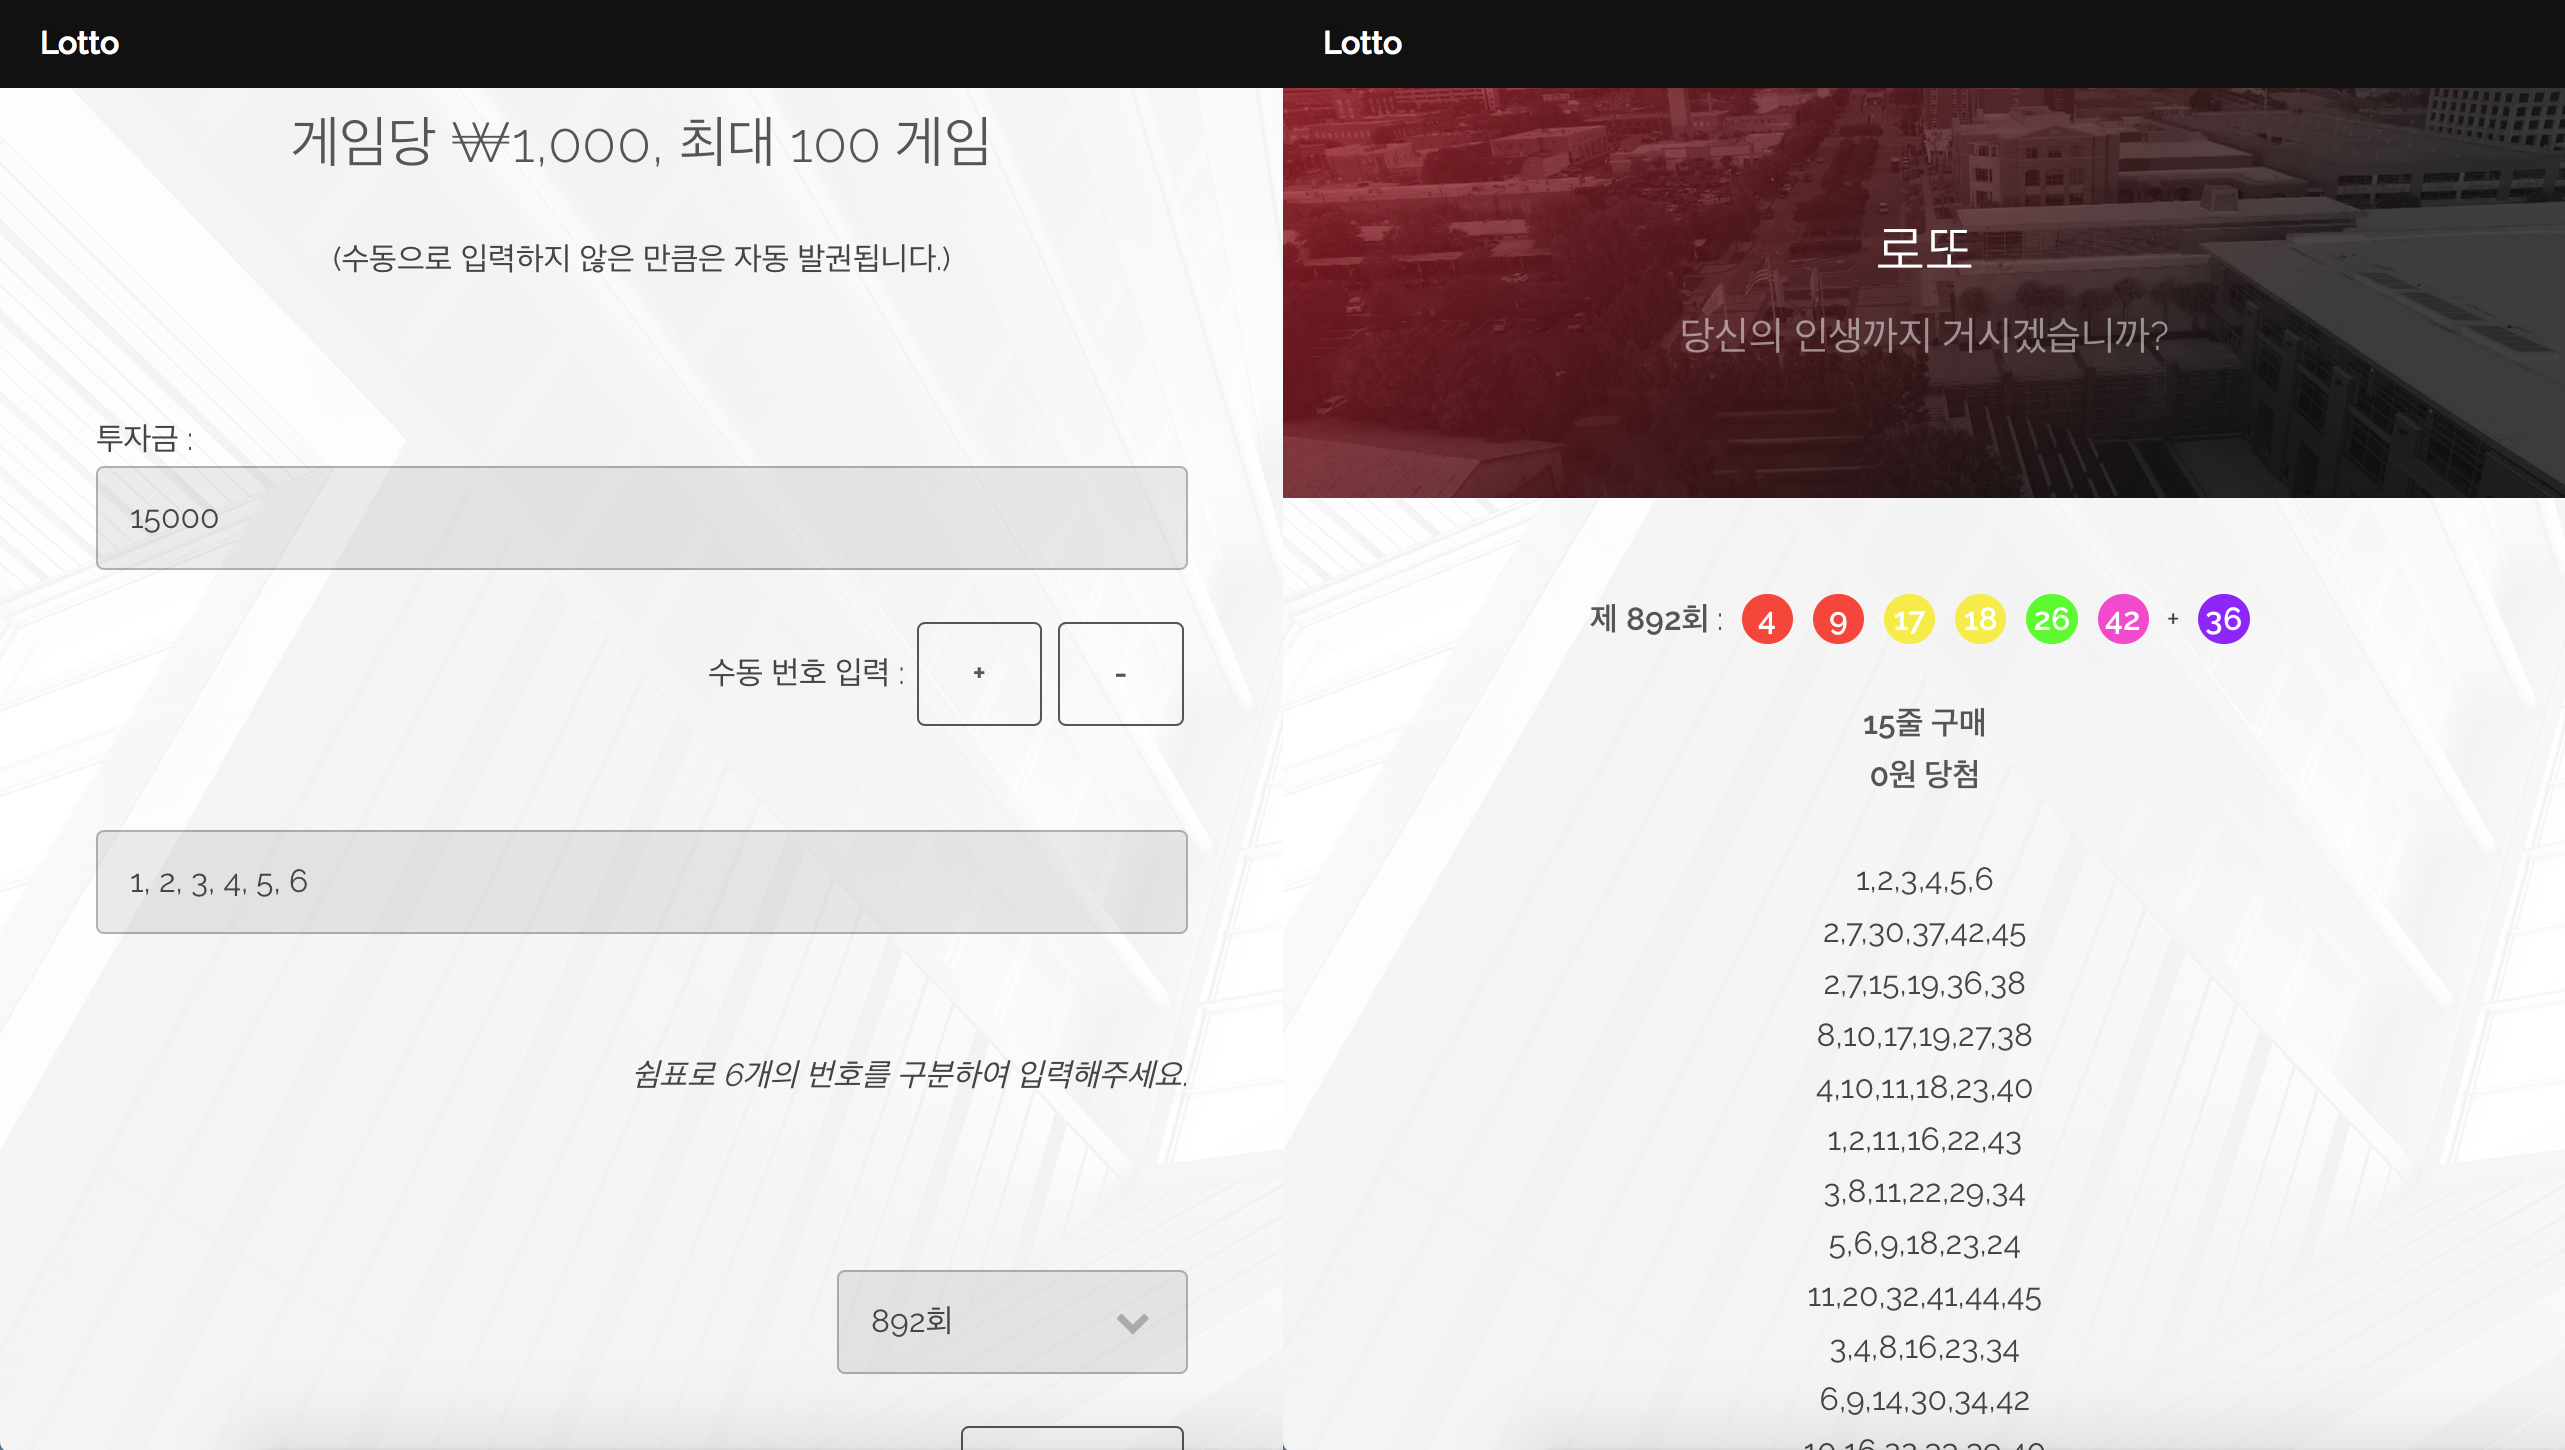 Lotto
게임당 ₩1,000, 최대 100 게임
(수동으로 입력하지 않은 만큼은 자동 발권됩니다.)
투자금 :
15000
수동 번호 입력 : + -
1, 2, 3, 4, 5, 6
쉼표로 6개의 번호를 구분하여 입력해주세요.
892회
Lotto
로또
당신의 인생까지 거시겠습니까?
제 892회 : 4 9 17 18 26 42 + 36
15줄 구매
0원 당첨
1,2,3,4,5,6
2,7,30,37,42,45
2,7,15,19,36,38
8,10,17,19,27,38
4,10,11,18,23,40
1,2,11,16,22,43
3,8,11,22,29,34
5,6,9,18,23,24
11,20,32,41,44,45
3,4,8,16,23,34
6,9,14,30,34,42